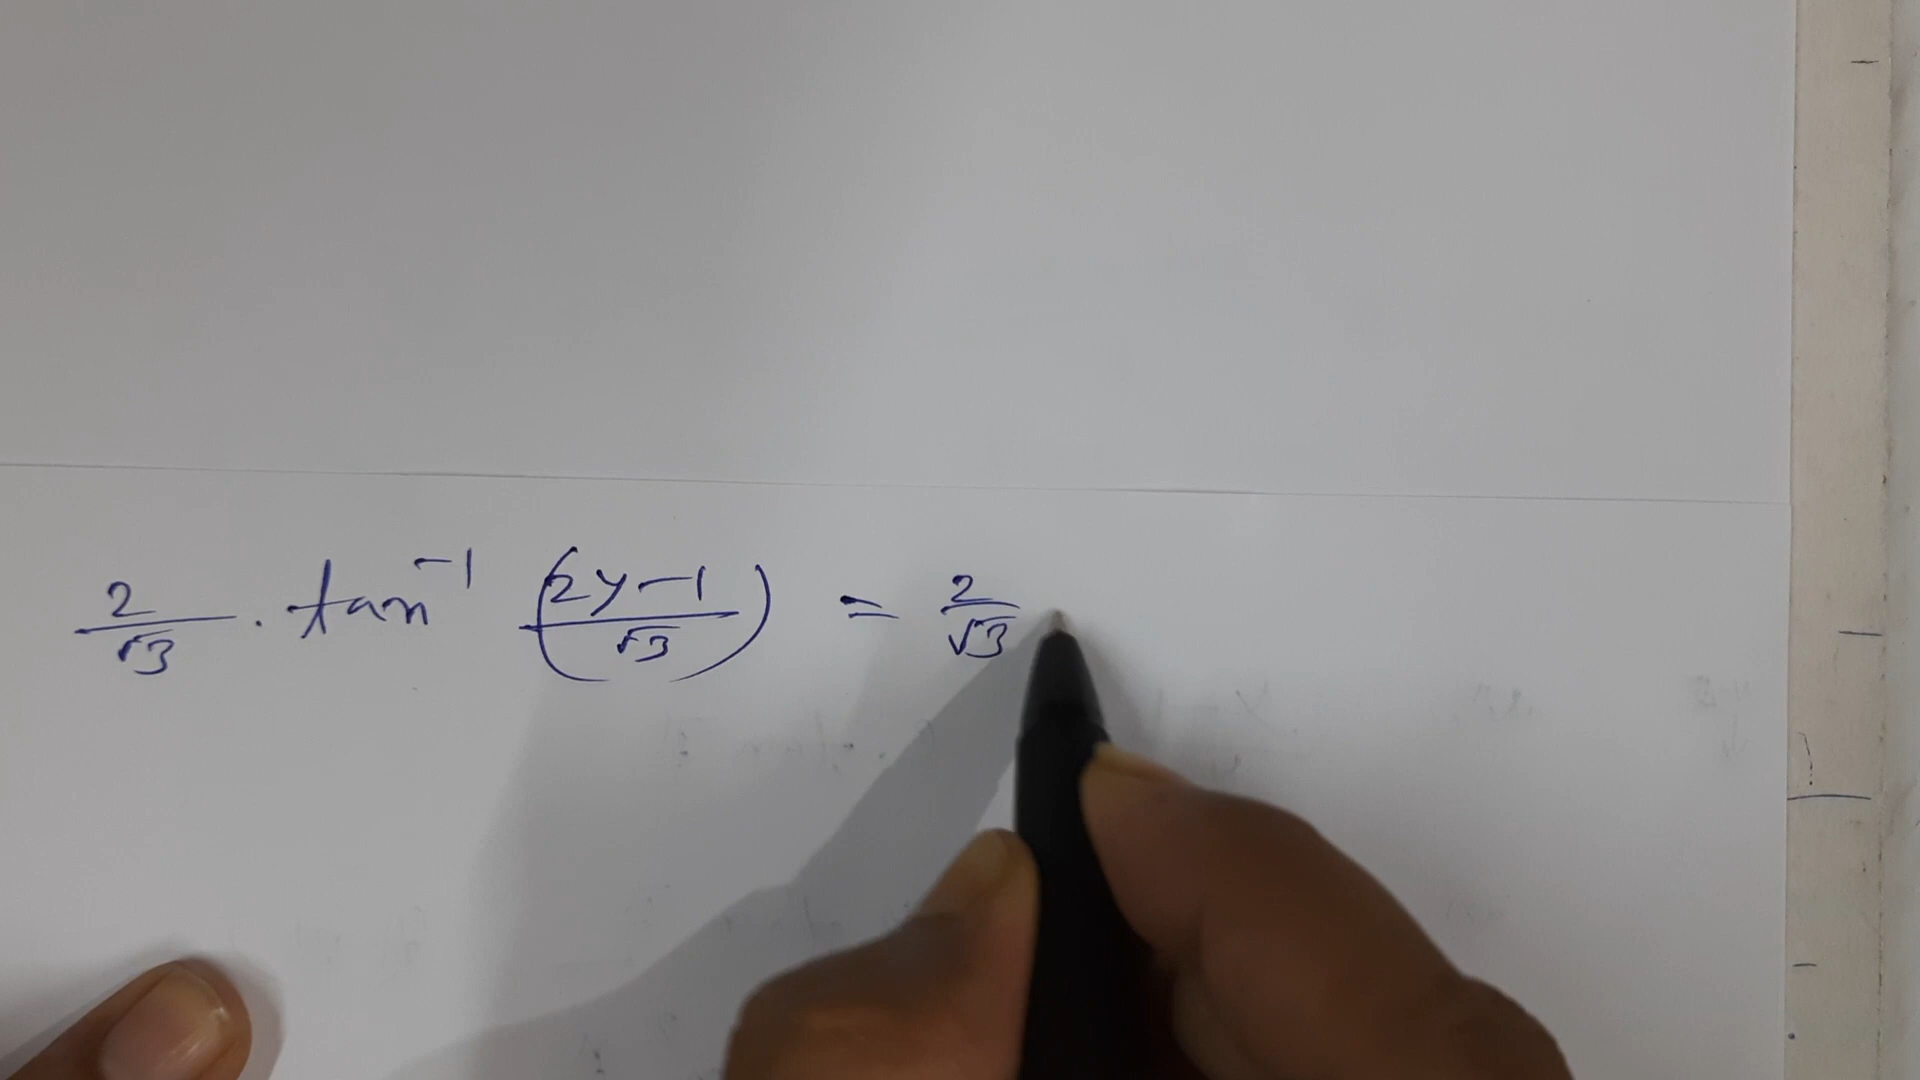 2/√3 . tan⁻¹ ((2y-1)/√3) = 2/√3